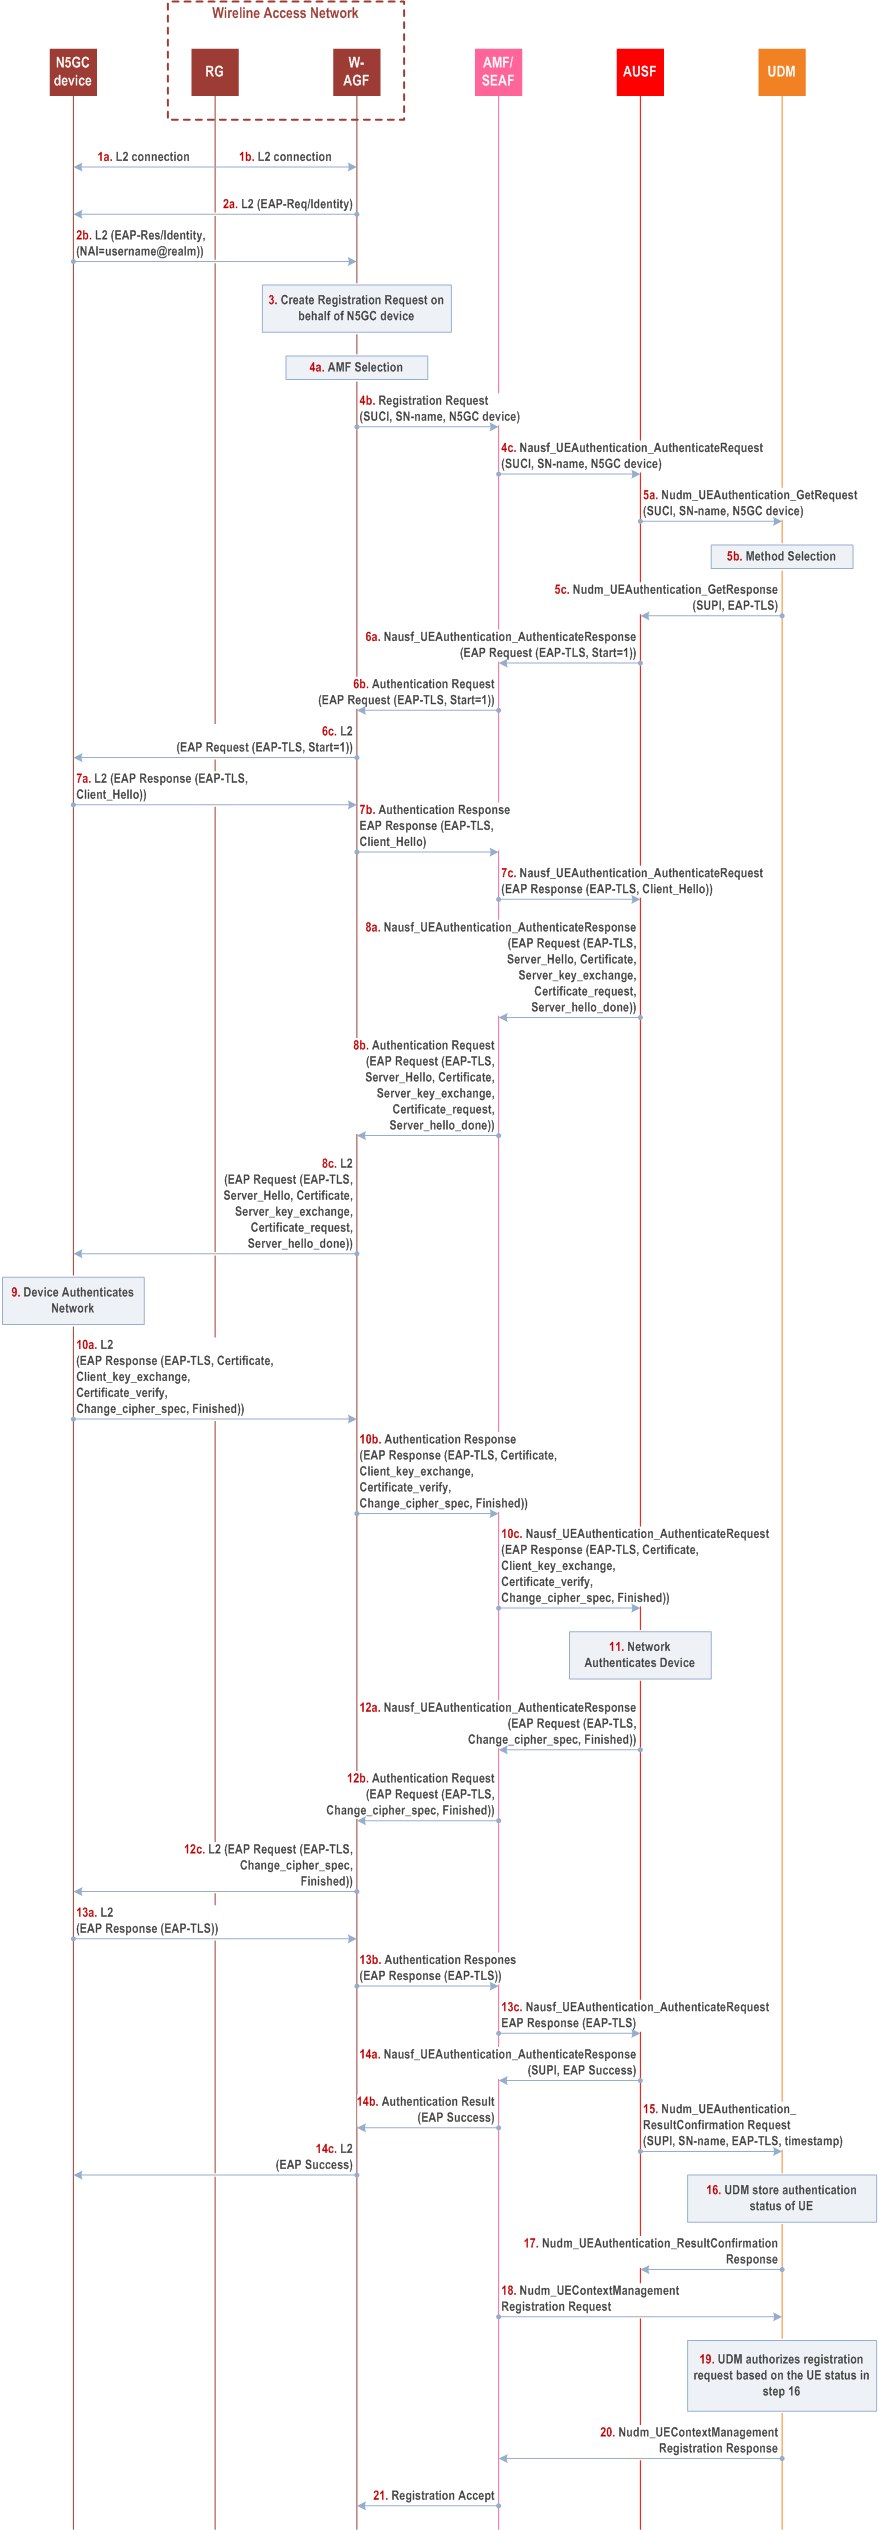 Wireline Access Network
N5GC
device
RG
W-
AGF
AMF/
SEAF
AUSF
UDM
1a. L2 connection
1b. L2 connection
2a. L2 (EAP-Req/Identity)
2b. L2 (EAP-Res/Identity,
(NAI=username@realm))
3. Create Registration Request on
behalf of N5GC device
4a. AMF Selection
4b. Registration Request
(SUCI, SN-name, N5GC device)
4c. Nausf_UEAuthentication_AuthenticateRequest
(SUCI, SN-name, N5GC device)
5a. Nudm_UEAuthentication_GetRequest
(SUCI, SN-name, N5GC device)
5b. Method Selection
5c. Nudm_UEAuthentication_GetResponse
(SUPI, EAP-TLS)
6a. Nausf_UEAuthentication_AuthenticateResponse
(EAP Request (EAP-TLS, Start=1))
6b. Authentication Request
(EAP Request (EAP-TLS, Start=1))
6c. L2
(EAP Request (EAP-TLS, Start=1))
7a. L2 (EAP Response (EAP-TLS,
Client_Hello))
7b. Authentication Response
EAP Response (EAP-TLS,
Client_Hello)
7c. Nausf_UEAuthentication_AuthenticateRequest
(EAP Response (EAP-TLS, Client_Hello))
8a. Nausf_UEAuthentication_AuthenticateResponse
(EAP Request (EAP-TLS,
Server_Hello, Certificate,
Server_key_exchange,
Certificate_request,
Server_hello_done))
8b. Authentication Request
(EAP Request (EAP-TLS,
Server_Hello, Certificate,
Server_key_exchange,
Certificate_request,
Server_hello_done))
8c. L2
(EAP Request (EAP-TLS,
Server_Hello, Certificate,
Server_key_exchange,
Certificate_request,
Server_hello_done))
9. Device Authenticates
Network
10a. L2
(EAP Response (EAP-TLS, Certificate,
Client_key_exchange,
Certificate_verify,
Change_cipher_spec, Finished))
10b. Authentication Response
(EAP Response (EAP-TLS, Certificate,
Client_key_exchange,
Certificate_verify,
Change_cipher_spec, Finished))
10c. Nausf_UEAuthentication_AuthenticateRequest
(EAP Response (EAP-TLS, Certificate,
Client_key_exchange,
Certificate_verify,
Change_cipher_spec, Finished))
11. Network
Authenticates Device
12a. Nausf_UEAuthentication_AuthenticateResponse
(EAP Request (EAP-TLS,
Change_cipher_spec, Finished))
12b. Authentication Request
(EAP Request (EAP-TLS,
Change_cipher_spec, Finished))
12c. L2 (EAP Request (EAP-TLS,
Change_cipher_spec,
Finished))
13a. L2
(EAP Response (EAP-TLS))
13b. Authentication Respones
(EAP Response (EAP-TLS))
13c. Nausf_UEAuthentication_AuthenticateRequest
EAP Response (EAP-TLS)
14a. Nausf_UEAuthentication_AuthenticateResponse
(SUPI, EAP Success)
14b. Authentication Result
(EAP Success)
15. Nudm_UEAuthentication_
ResultConfirmation Request
(SUPI, SN-name, EAP-TLS, timestamp)
14c. L2
(EAP Success)
16. UDM store authentication
status of UE
17. Nudm_UEAuthentication_ResultConfirmation
Response
18. Nudm_UEContextManagement
Registration Request
19. UDM authorizes registration
request based on the UE status in
step 16
20. Nudm_UEContextManagement
Registration Response
21. Registration Accept